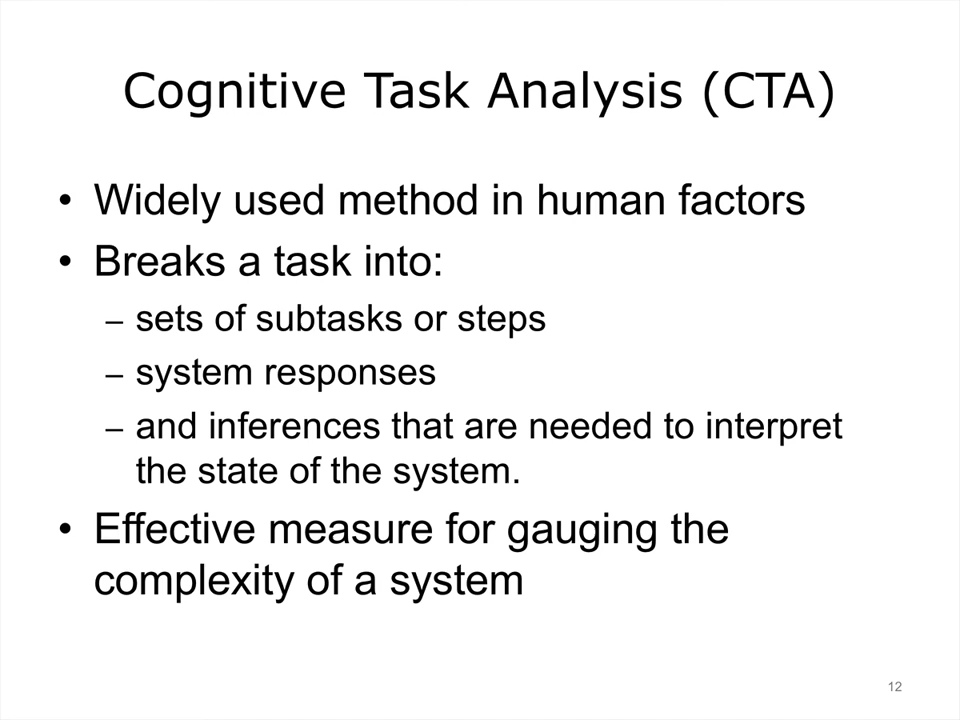 Cognitive Task Analysis (CTA)
• Widely used method in human factors
• Breaks a task into:
– sets of subtasks or steps
– system responses
– and inferences that are needed to interpret
the state of the system.
• Effective measure for gauging the
complexity of a system
12